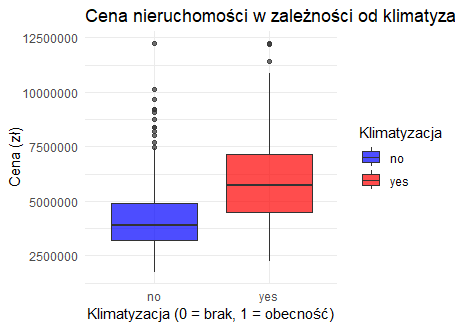 Cena nieruchomości w zależności od klimatyza
12500000
10000000
7500000
5000000
2500000
Cena (zł)
no
yes
Klimatyzacja (0 = brak, 1 = obecność)
Klimatyzacja
no
yes